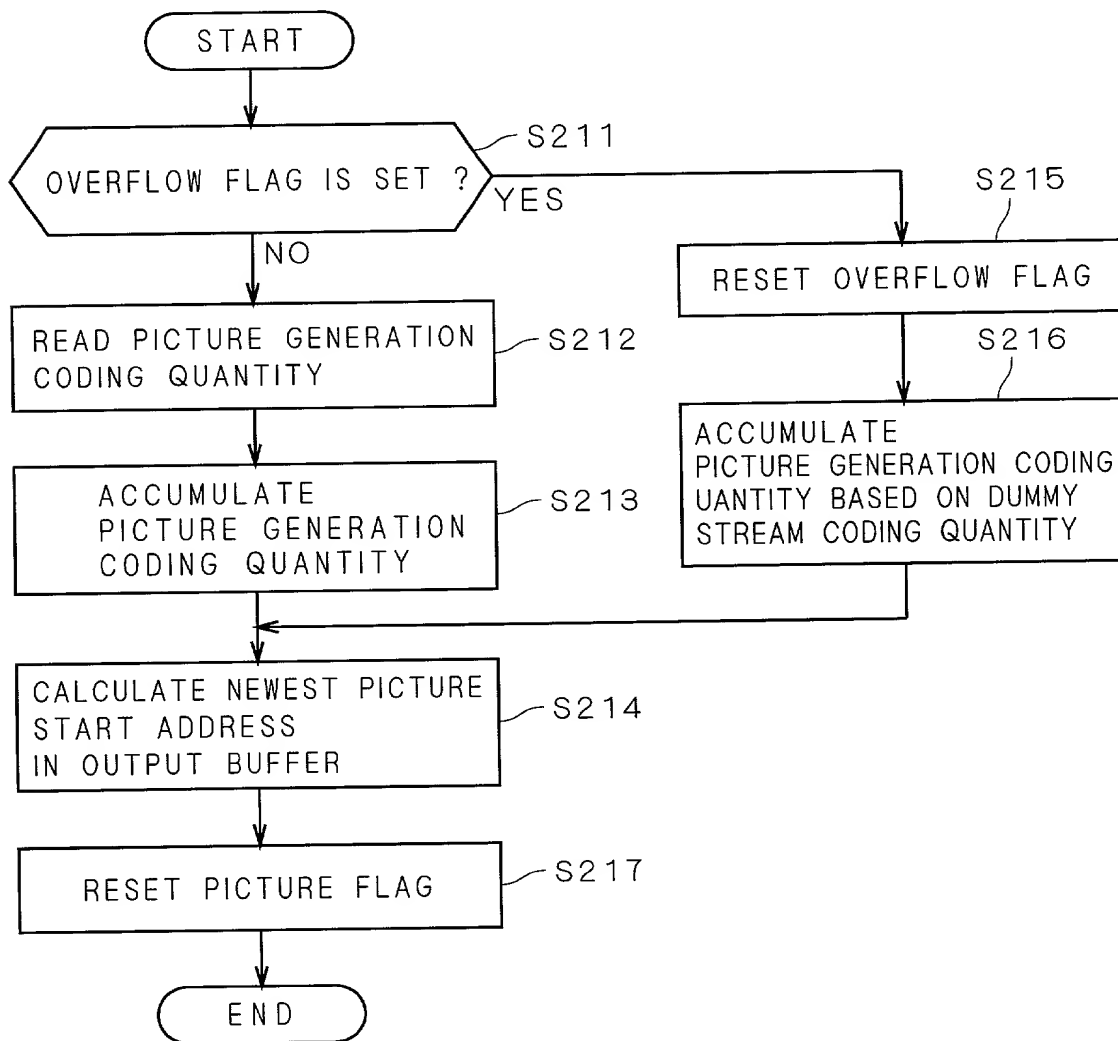 START
S211
OVERFLOW FLAG IS SET ?
YES
NO
S215
RESET OVERFLOW FLAG
READ PICTURE GENERATION
CODING QUANTITY
S212
S216
ACCUMULATE
PICTURE GENERATION CODING
UANTITY BASED ON DUMMY
STREAM CODING QUANTITY
ACCUMULATE
PICTURE GENERATION
CODING QUANTITY
S213
CALCULATE NEWEST PICTURE
START ADDRESS
IN OUTPUT BUFFER
S214
RESET PICTURE FLAG
S217
END